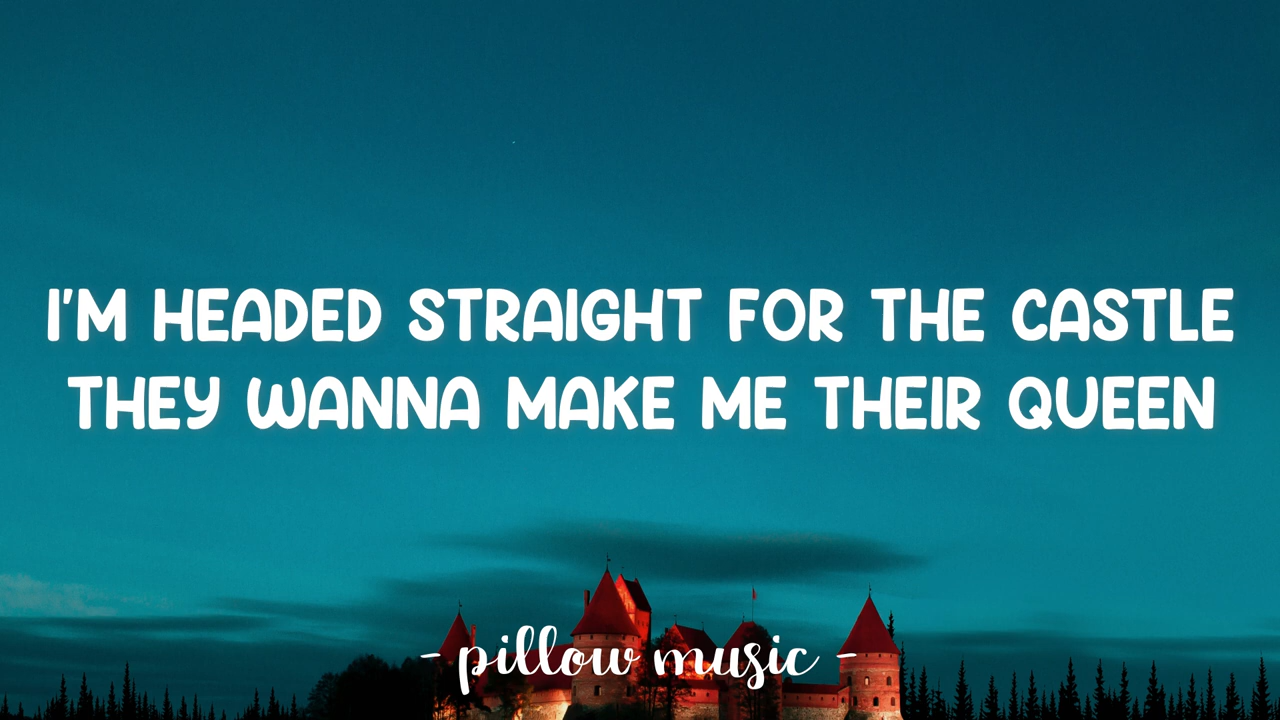 I'M HEADED STRAIGHT FOR THE CASTLE
THEY WANNA MAKE ME THEIR QUEEN
- pillow music -